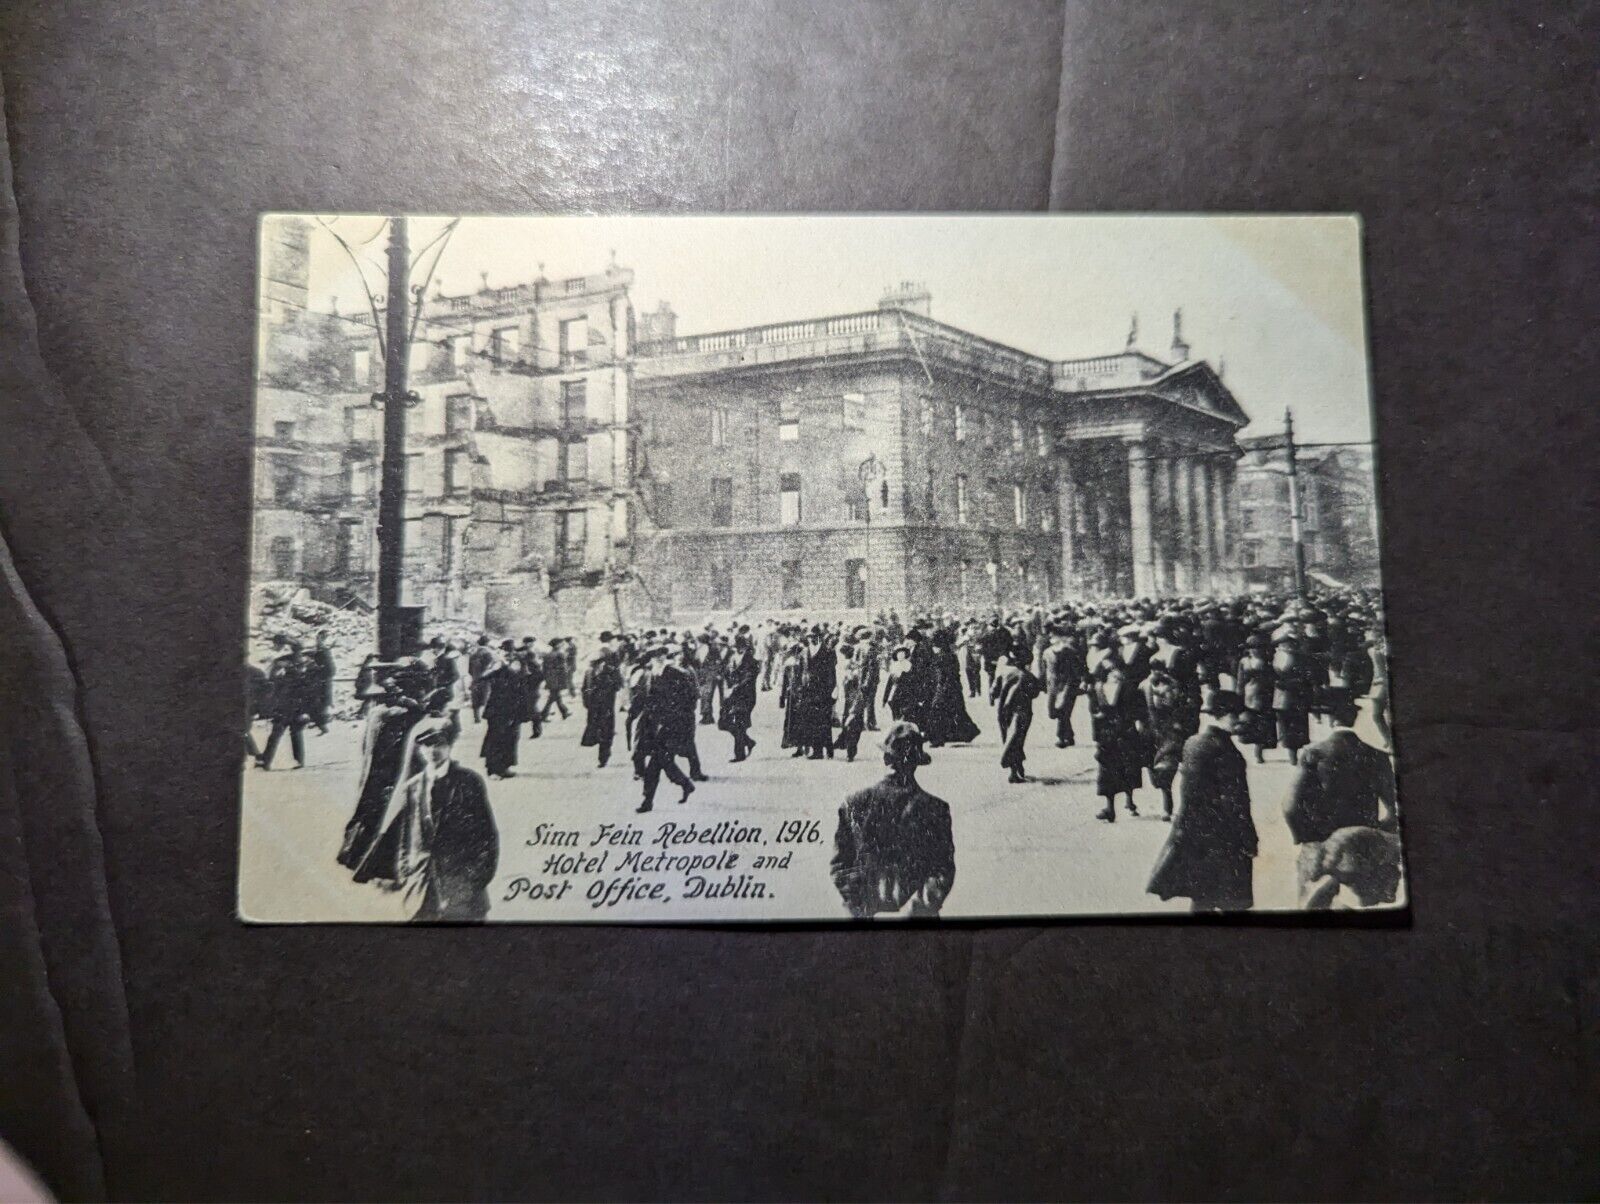 Sinn Fein Rebellion, 1916.
Hotel Metropole and
Post Office, Dublin.